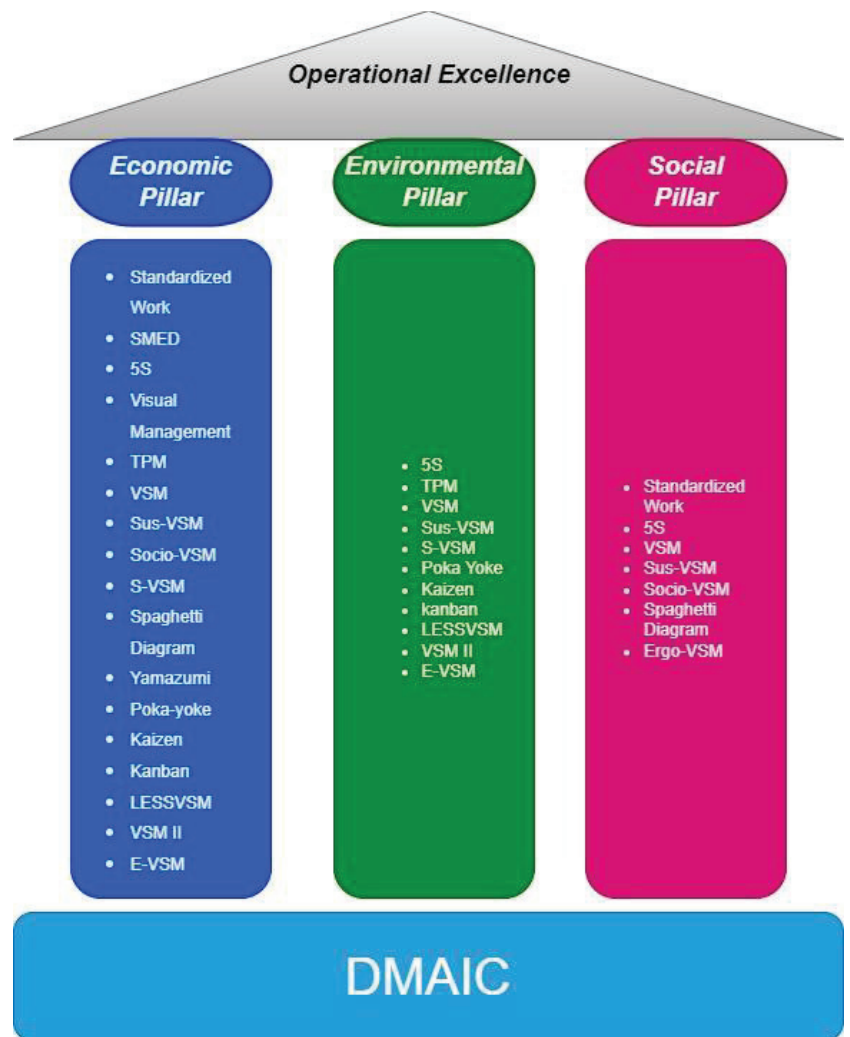 Operational Excellence
Economic
Pillar
Environmental
Pillar
Social
Pillar
Standardized
Work
SMED
5S
Visual
Management
TPM
VSM
Sus-VSM
Socio-VSM
S-VSM
Spaghetti
Diagram
Yamazumi
Poka-yoke
Kaizen
Kanban
LESSVSM
VSM II
E-VSM
5S
TPM
VSM
Sus-VSM
S-VSM
Poka Yoke
Kaizen
kanban
LESSVSM
VSM II
E-VSM
Standardized
Work
5S
VSM
Sus-VSM
Socio-VSM
Spaghetti
Diagram
Ergo-VSM
DMAIC